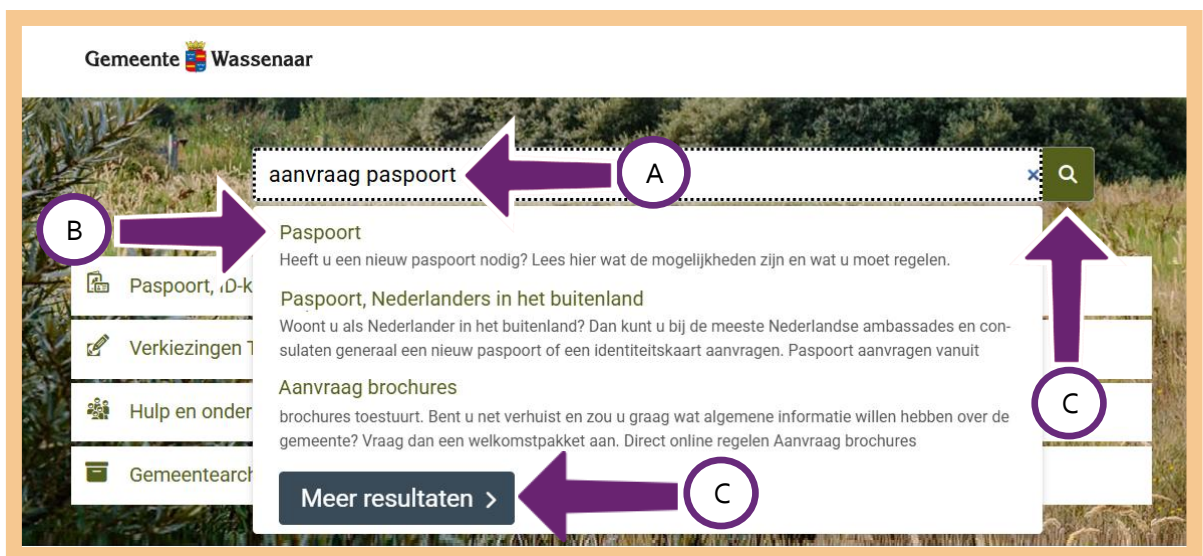 Gemeente Wassenaar
aanvraag paspoort
A
×
B
C
Paspoort
Heeft u een nieuw paspoort nodig? Lees hier wat de mogelijkheden zijn en wat u moet regelen.
Paspoort, Nederlanders in het buitenland
Woont u als Nederlander in het buitenland? Dan kunt u bij de meeste Nederlandse ambassades en con-
sulaten generaal een nieuw paspoort of een identiteitskaart aanvragen. Paspoort aanvragen vanuit
Aanvraag brochures
brochures toestuurt. Bent u net verhuist en zou u graag wat algemene informatie willen hebben over de
gemeente? Vraag dan een welkomstpakket aan. Direct online regelen Aanvraag brochures
Meer resultaten >
C
Paspoort, ID-k
Verkiezingen T
Hulp en onder
Gemeentearch